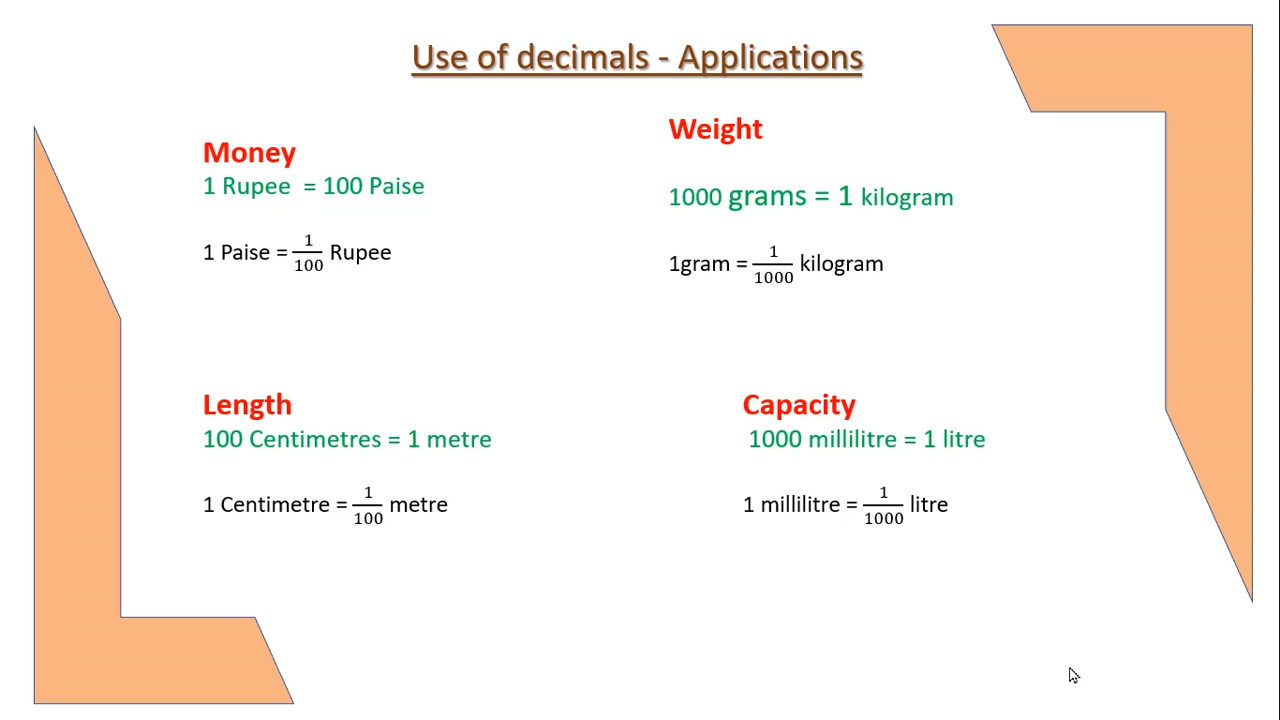 Use of decimals - Applications
Money
1 Rupee = 100 Paise
1 Paise = 1/100 Rupee
Weight
1000 grams = 1 kilogram
1gram = 1/1000 kilogram
Length
100 Centimetres = 1 metre
1 Centimetre = 1/100 metre
Capacity
1000 millilitre = 1 litre
1 millilitre = 1/1000 litre